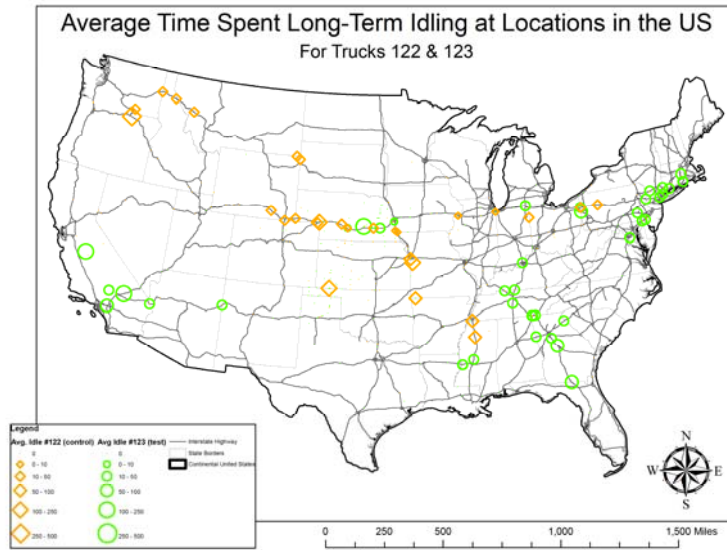 Average Time Spent Long-Term Idling at Locations in the US
For Trucks 122 & 123
Legend
Avg. Idle #122 (control) Avg Idle #123 (test)
0 0
0 - 10 0 - 10
10 - 50 10 - 50
50 - 100 50 - 100
100 - 250 100 - 250
250 - 500 250 - 500
Interstate Highway
State Borders
Continental United States
N
W E
S
0 250 500 1,000 1,500 Miles